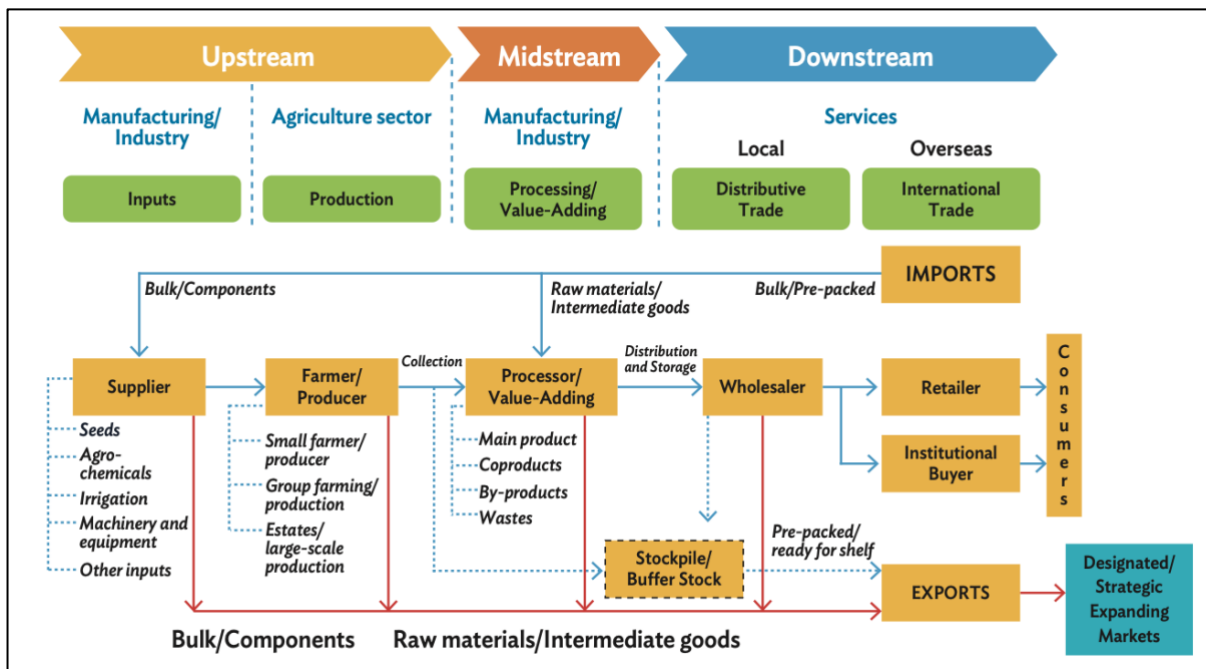 Upstream
Midstream
Downstream
Manufacturing/
Industry
Agriculture sector
Manufacturing/
Industry
Services
Local
Overseas
Inputs
Production
Processing/
Value-Adding
Distributive
Trade
International
Trade
IMPORTS
Bulk/Components
Raw materials/
Intermediate goods
Bulk/Pre-packed
Supplier
Farmer/
Producer
Collection
Processor/
Value-Adding
Distribution
and Storage
Wholesaler
Retailer
Institutional
Buyer
Consumers
Seeds
Agro-
chemicals
Irrigation
Machinery and
equipment
Other inputs
Small farmer/
producer
Group farming/
production
Estates/
large-scale
production
Main product
Coproducts
By-products
Wastes
Stockpile/
Buffer Stock
Pre-packed/
ready for shelf
EXPORTS
Designated/
Strategic
Expanding
Markets
Bulk/Components
Raw materials/Intermediate goods